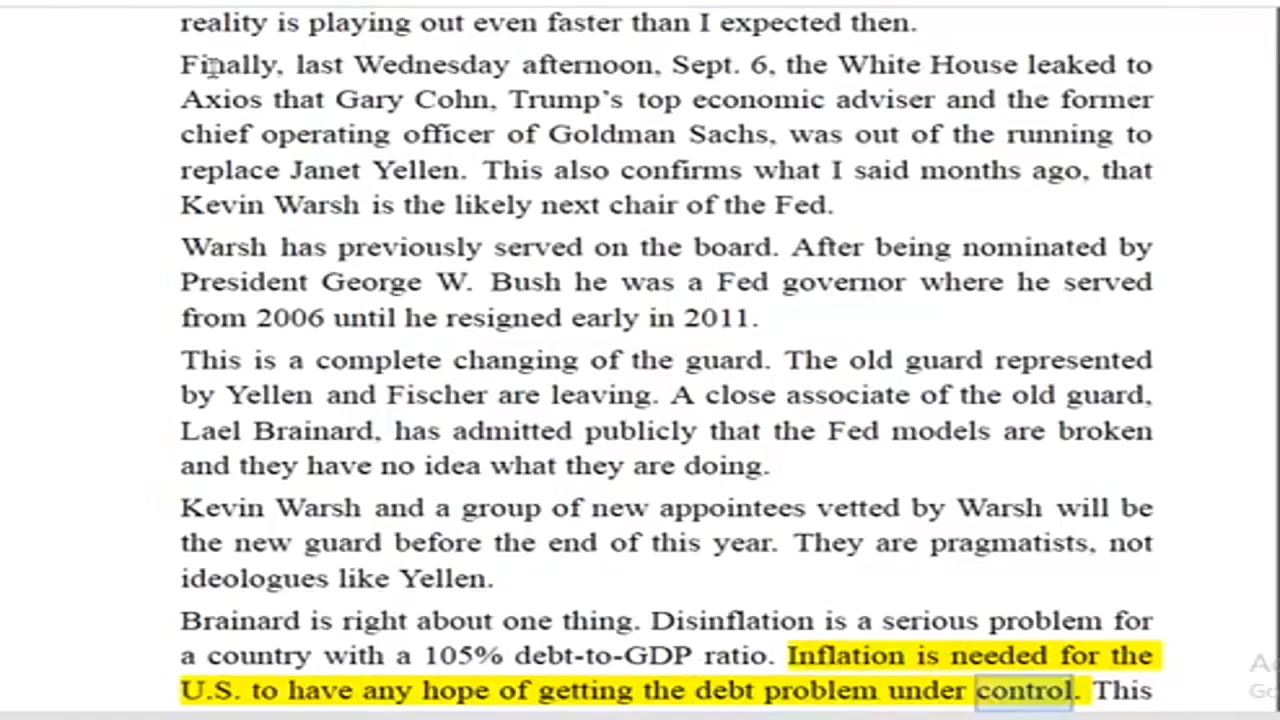 reality is playing out even faster than I expected then.
Finally, last Wednesday afternoon, Sept. 6, the White House leaked to
Axios that Gary Cohn, Trump's top economic adviser and the former
chief operating officer of Goldman Sachs, was out of the running to
replace Janet Yellen. This also confirms what I said months ago, that
Kevin Warsh is the likely next chair of the Fed.
Warsh has previously served on the board. After being nominated by
President George W. Bush he was a Fed governor where he served
from 2006 until he resigned early in 2011.
This is a complete changing of the guard. The old guard represented
by Yellen and Fischer are leaving. A close associate of the old guard,
Lael Brainard, has admitted publicly that the Fed models are broken
and they have no idea what they are doing.
Kevin Warsh and a group of new appointees vetted by Warsh will be
the new guard before the end of this year. They are pragmatists, not
ideologues like Yellen.
Brainard is right about one thing. Disinflation is a serious problem for
a country with a 105% debt-to-GDP ratio. Inflation is needed for the
U.S. to have any hope of getting the debt problem under control. This